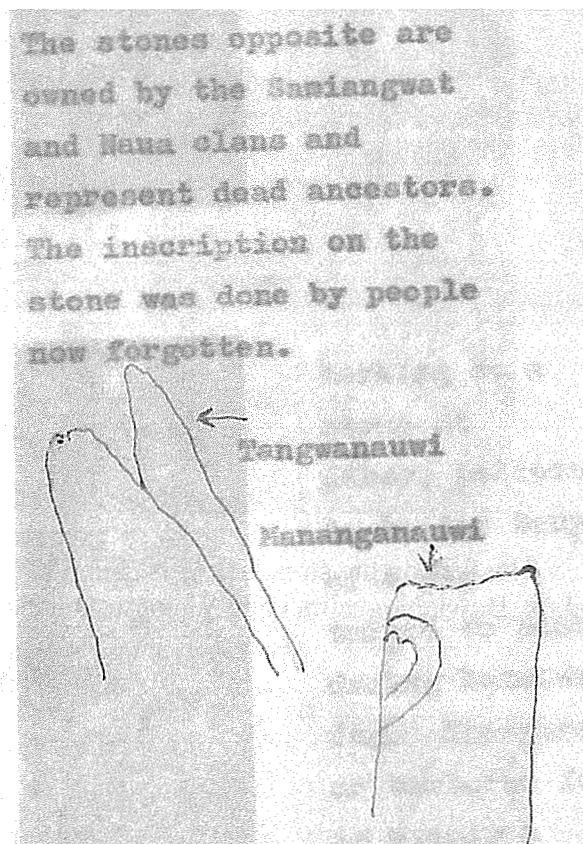 The stones opposite are
owned by the Samiangwat
and Naua clans and
represent dead ancestors.
The inscription on the
stone was done by people
now forgotten.
Tangwanauwi
Mananganauwi